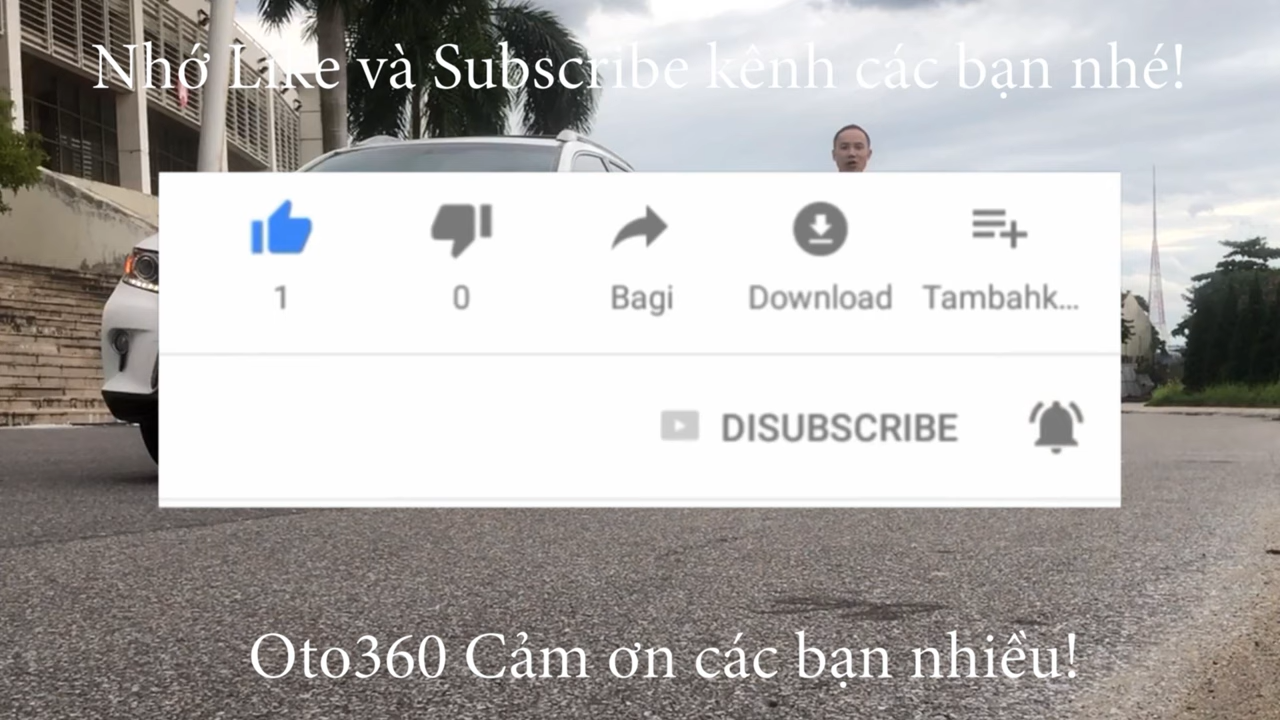 Nhớ Like và Subscribe kênh các bạn nhé!
1 0 Bagi Download Tambahk...
DISUBSCRIBE
Oto360 Cảm ơn các bạn nhiều!